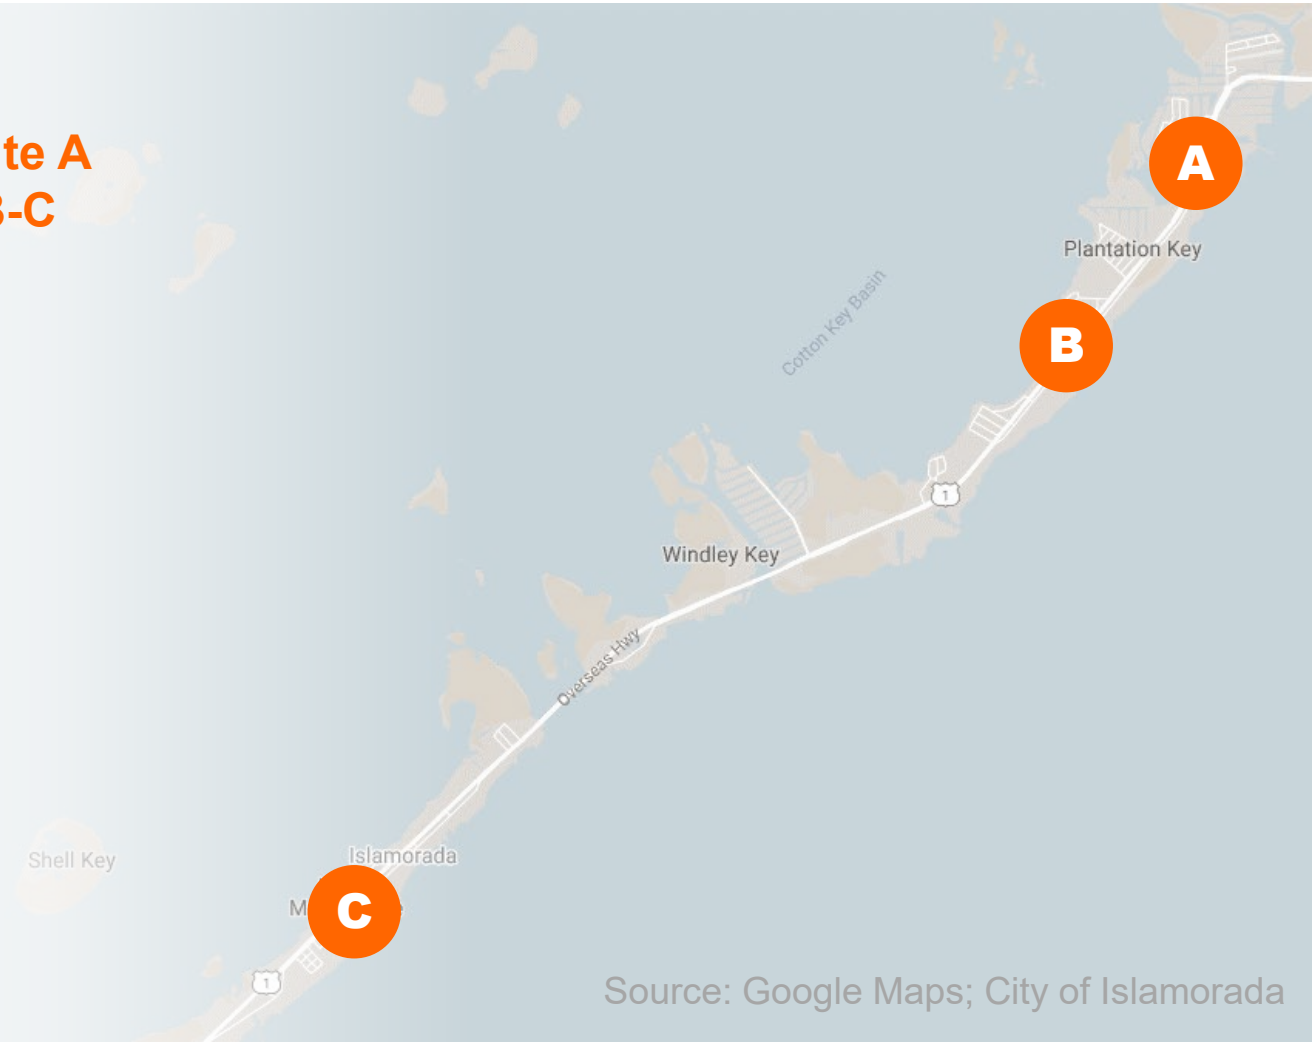 te A
B-C
A
Plantation Key
Cotton Key Basin
B
1
Windley Key
Overseas Hwy
Islamorada
Shell Key
C
1
Source: Google Maps; City of Islamorada